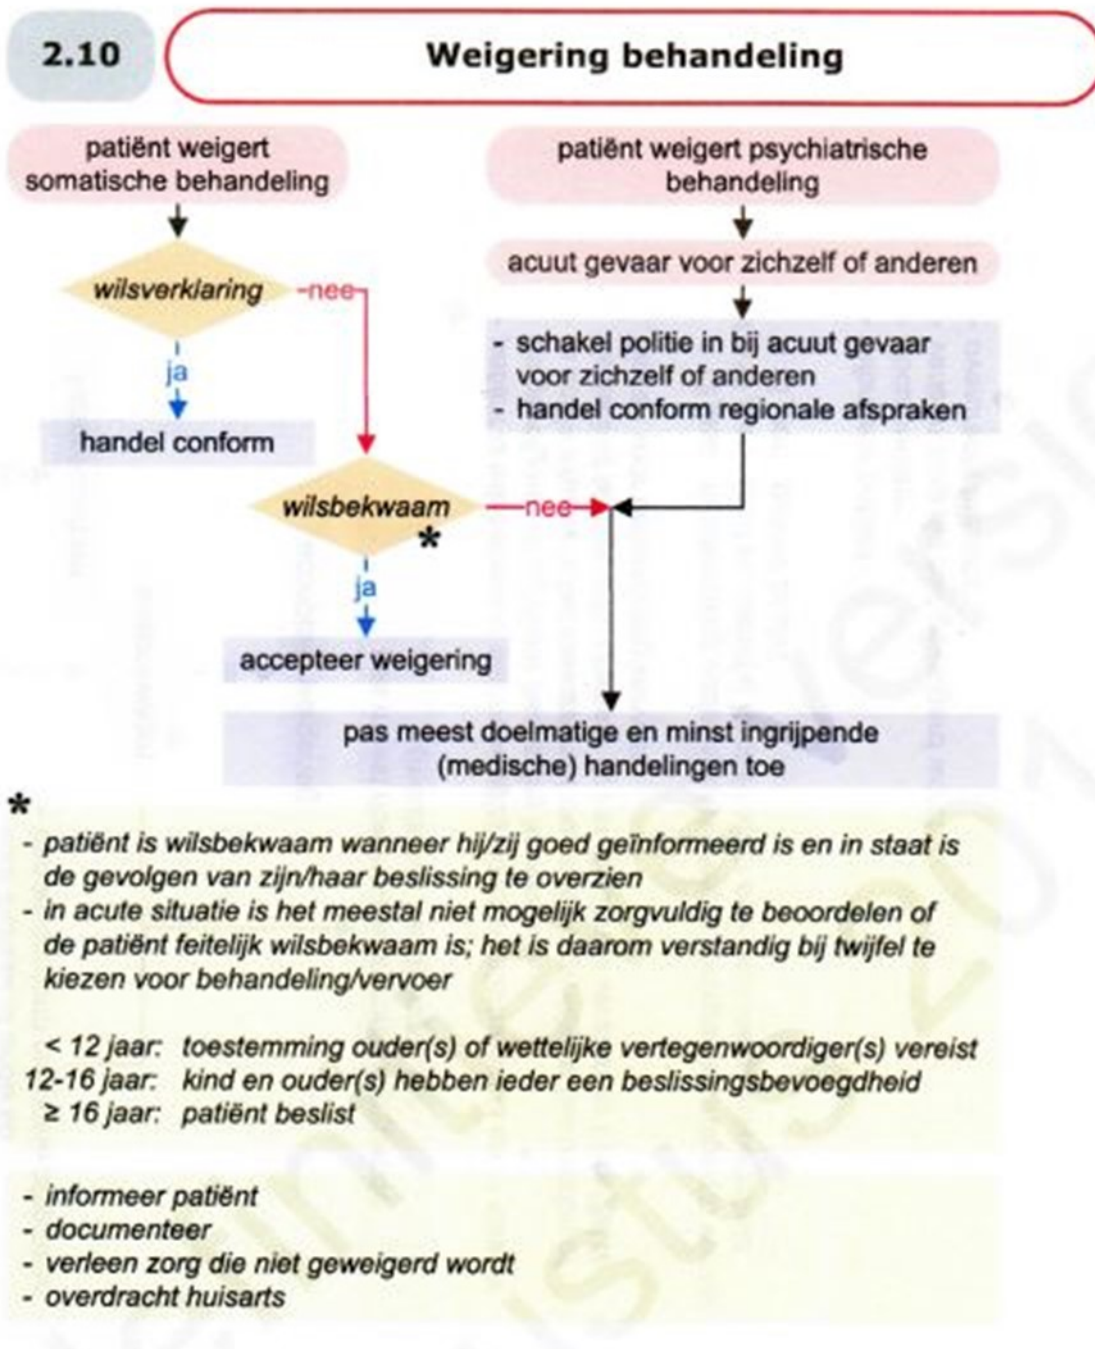 2.10
Weigering behandeling
patiënt weigert
somatische behandeling
wilsverklaring
nee
ja
handel conform
wilsbekwaam
*
nee
ja
accepteer weigering
patiënt weigert psychiatrische
behandeling
acuut gevaar voor zichzelf of anderen
- schakel politie in bij acuut gevaar
voor zichzelf of anderen
- handel conform regionale afspraken
pas meest doelmatige en minst ingrijpende
(medische) handelingen toe
*
- patiënt is wilsbekwaam wanneer hij/zij goed geïnformeerd is en in staat is
de gevolgen van zijn/haar beslissing te overzien
- in acute situatie is het meestal niet mogelijk zorgvuldig te beoordelen of
de patiënt feitelijk wilsbekwaam is; het is daarom verstandig bij twijfel te
kiezen voor behandeling/vervoer
< 12 jaar: toestemming ouder(s) of wettelijke vertegenwoordiger(s) vereist
12-16 jaar: kind en ouder(s) hebben ieder een beslissingsbevoegdheid
≥ 16 jaar: patiënt beslist
- informeer patiënt
- documenteer
- verleen zorg die niet geweigerd wordt
- overdracht huisarts